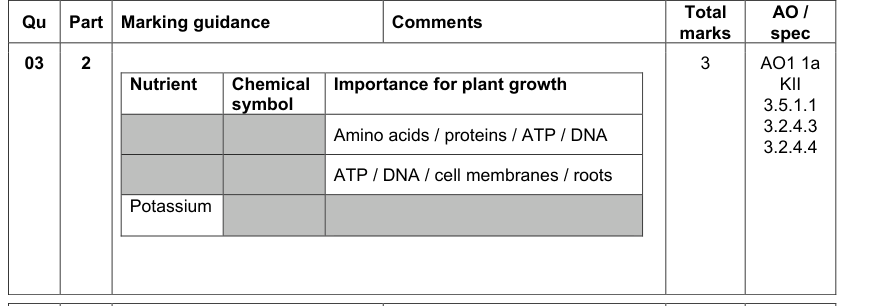 Qu Part Marking guidance Comments Total marks AO / spec
03 2 3 AO1 1a
KII
3.5.1.1
3.2.4.3
3.2.4.4
Nutrient Chemical symbol Importance for plant growth
Amino acids / proteins / ATP / DNA
ATP / DNA / cell membranes / roots
Potassium